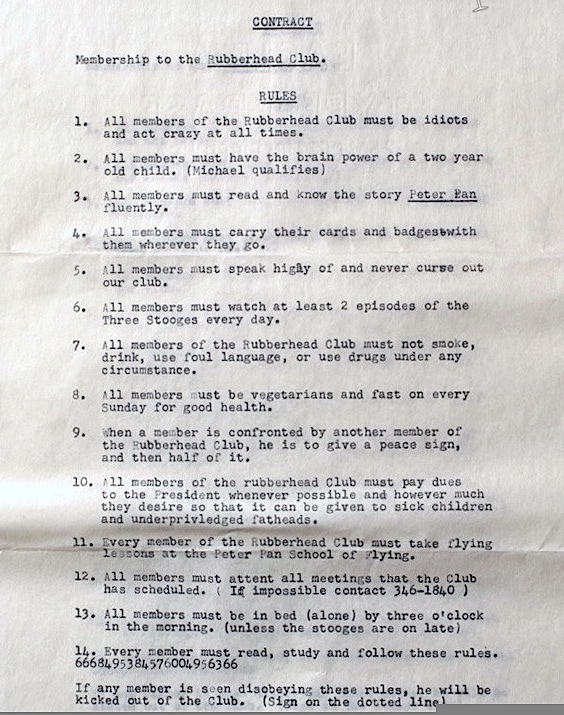 CONTRACT
Membership to the Rubberhead Club.
RULES
1. All members of the Rubberhead Club must be idiots
and act crazy at all times.
2. All members must have the brain power of a two year
old child. (Michael qualifies)
3. All members must read and know the story Peter Pan
fluently.
4. All members must carry their cards and badges with
them wherever they go.
5. All members must speak highly of and never curse out
our club.
6. All members must watch at least 2 episodes of the
Three Stooges every day.
7. All members of the Rubberhead Club must not smoke,
drink, use foul language, or use drugs under any
circumstance.
8. All members must be vegetarians and fast on every
Sunday for good health.
9. When a member is confronted by another member of
the Rubberhead Club, he is to give a peace sign,
and then half of it.
10. All members of the rubberhead Club must pay dues
to the President whenever possible and however much
they desire so that it can be given to sick children
and underprivledged fatheads.
11. Every member of the Rubberhead Club must take flying
lessons at the Peter Pan School of Flying.
12. All members must attent all meetings that the Club
has scheduled. ( If impossible contact 346-1840 )
13. All members must be in bed (alone) by three o'clock
in the morning. (unless the stooges are on late)
14. Every member must read, study and follow these rules.
6668495384576004956366
If any member is seen disobeying these rules, he will be
kicked out of the Club. (Sign on the dotted line)